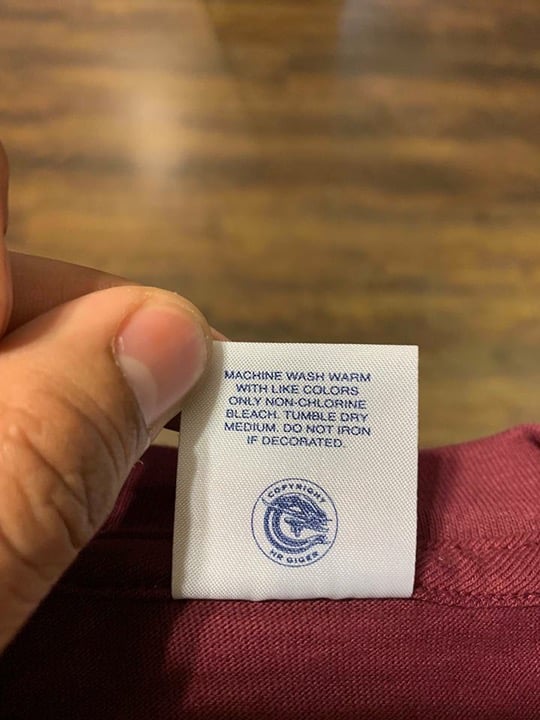 MACHINE WASH WARM
WITH LIKE COLORS
ONLY NON-CHLORINE
BLEACH. TUMBLE DRY
MEDIUM. DO NOT IRON
IF DECORATED.
COPYRIGHT
HR GIGER